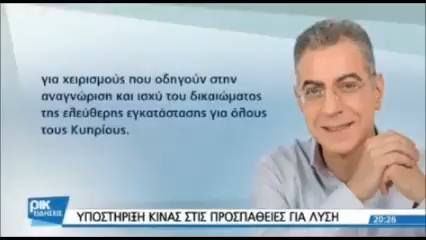 για χειρισμούς που οδηγούν στην
αναγνώριση και ισχύ του δικαιώματος
της ελεύθερης εγκατάστασης για όλους
τους Κυπρίους.
ΡΙΚ
ΕΙΔΗΣΕΙΣ
ΥΠΟΣΤΗΡΙΞΗ ΚΙΝΑΣ ΣΤΙΣ ΠΡΟΣΠΑΘΕΙΕΣ ΓΙΑ ΛΥΣΗ
20:26